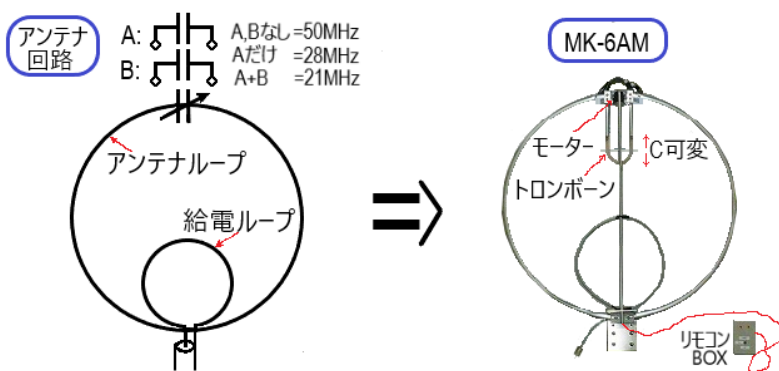 アンテナ
回路
A:
B:
A,Bなし=50MHz
Aだけ =28MHz
A+B =21MHz
アンテナループ
給電ループ
MK-6AM
モーター
C可変
トロンボーン
リモコン
BOX